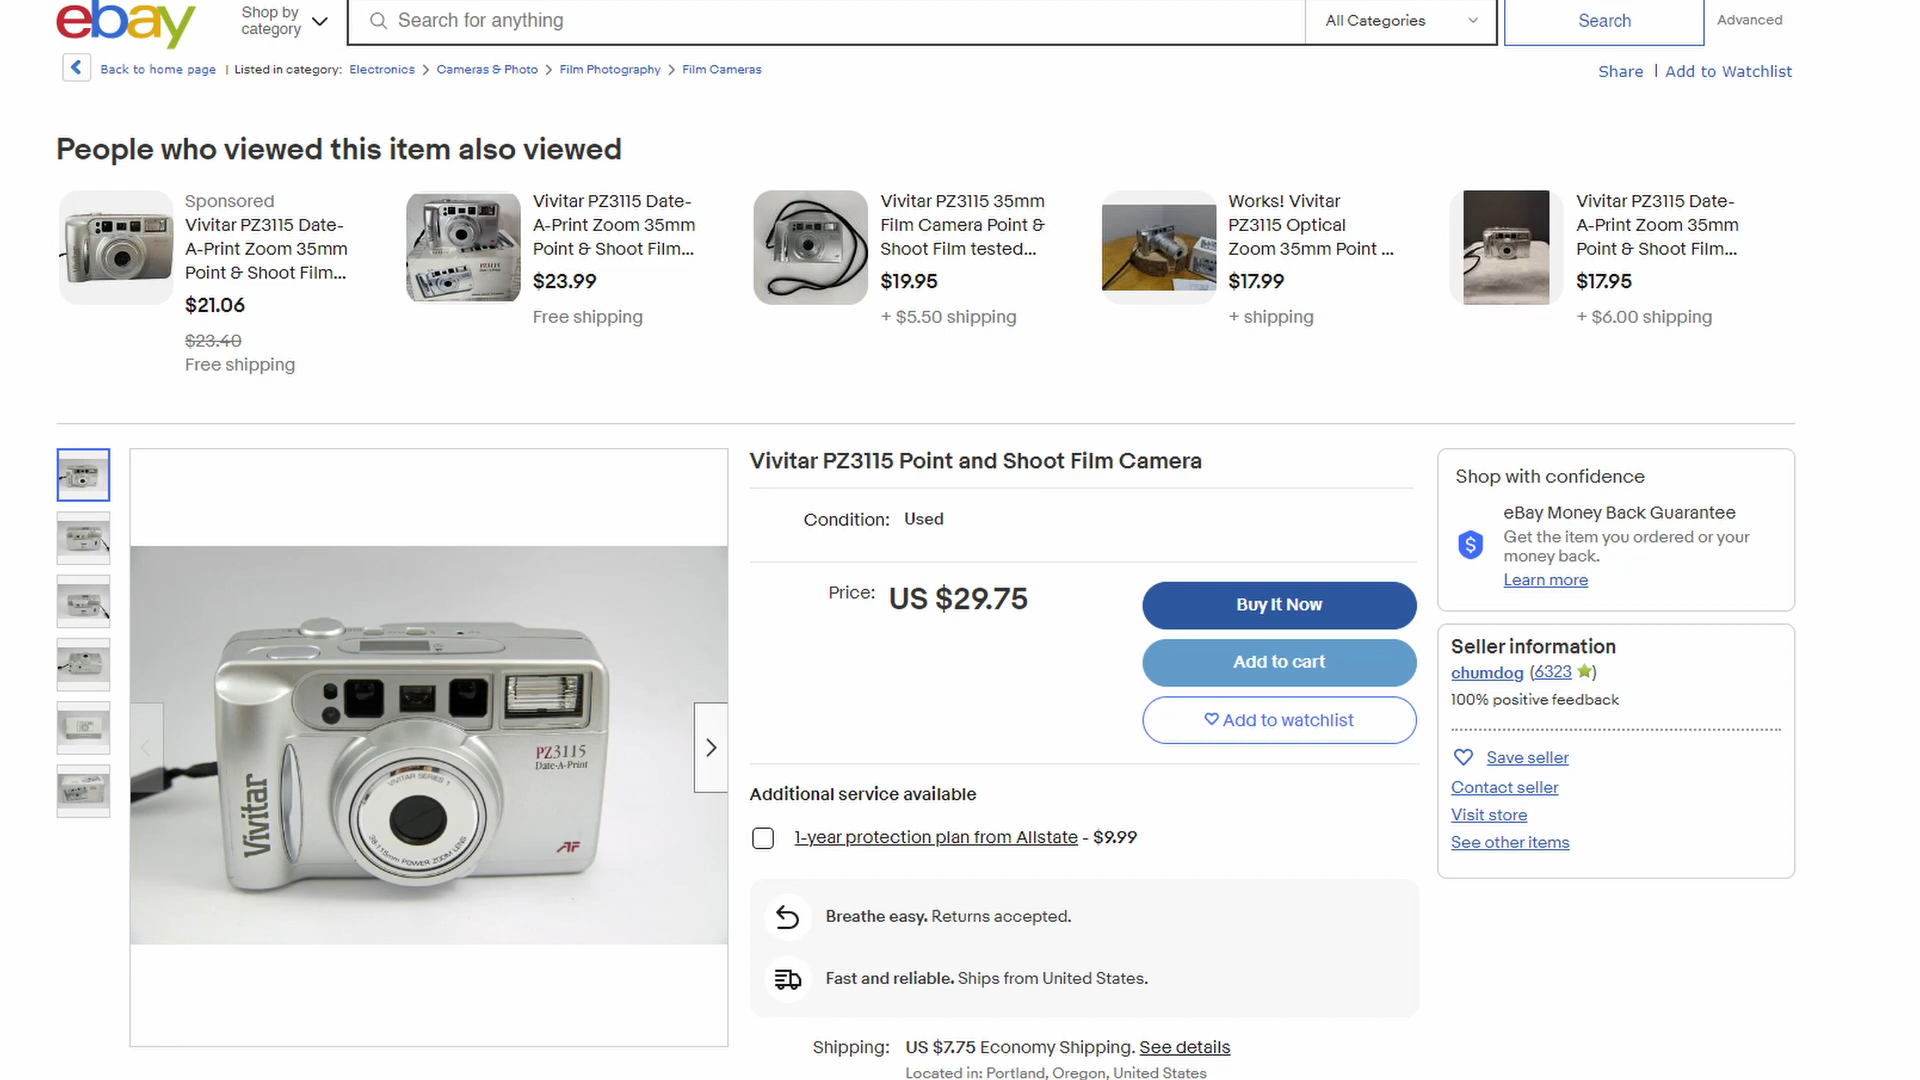 ebay
Shop by
category
Search for anything
All Categories
Search
Advanced
Back to home page | Listed in category: Electronics > Cameras & Photo > Film Photography > Film Cameras
Share | Add to Watchlist
People who viewed this item also viewed
Sponsored
Vivitar PZ3115 Date-
A-Print Zoom 35mm
Point & Shoot Film...
$21.06
$23.40
Free shipping
Vivitar PZ3115 Date-
A-Print Zoom 35mm
Point & Shoot Film...
$23.99
Free shipping
Vivitar PZ3115 35mm
Film Camera Point &
Shoot Film tested...
$19.95
+ $5.50 shipping
Works! Vivitar
PZ3115 Optical
Zoom 35mm Point ...
$17.99
+ shipping
Vivitar PZ3115 Date-
A-Print Zoom 35mm
Point & Shoot Film...
$17.95
+ $6.00 shipping
Vivitar
PZ3115
Date-A-Print
VIVITAR SERIES 1
38-115mm POWER ZOOM LENS
AF
Vivitar PZ3115 Point and Shoot Film Camera
Condition: Used
Price: US $29.75
Buy It Now
Add to cart
Add to watchlist
Additional service available
1-year protection plan from Allstate - $9.99
Breathe easy. Returns accepted.
Fast and reliable. Ships from United States.
Shipping: US $7.75 Economy Shipping. See details
Located in: Portland, Oregon, United States
Shop with confidence
eBay Money Back Guarantee
Get the item you ordered or your
money back.
Learn more
Seller information
chumdog (6323)
100% positive feedback
Save seller
Contact seller
Visit store
See other items